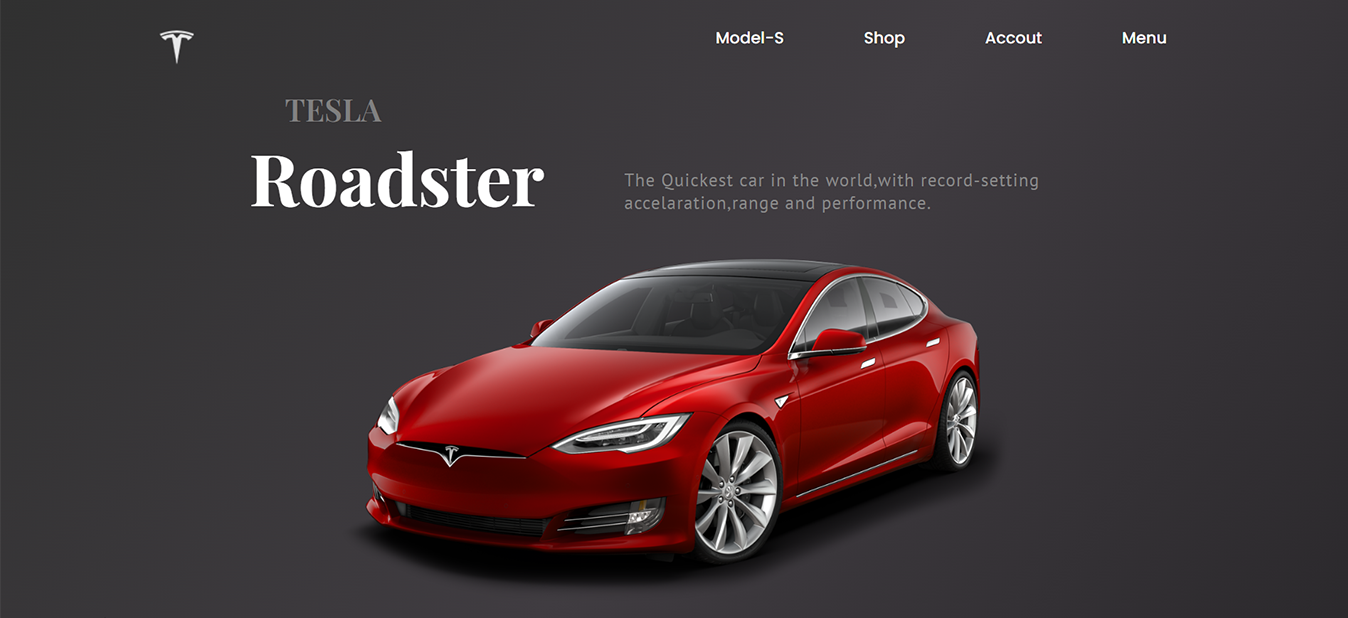 Model-S Shop Accout Menu
TESLA
Roadster
The Quickest car in the world,with record-setting
accelaration,range and performance.